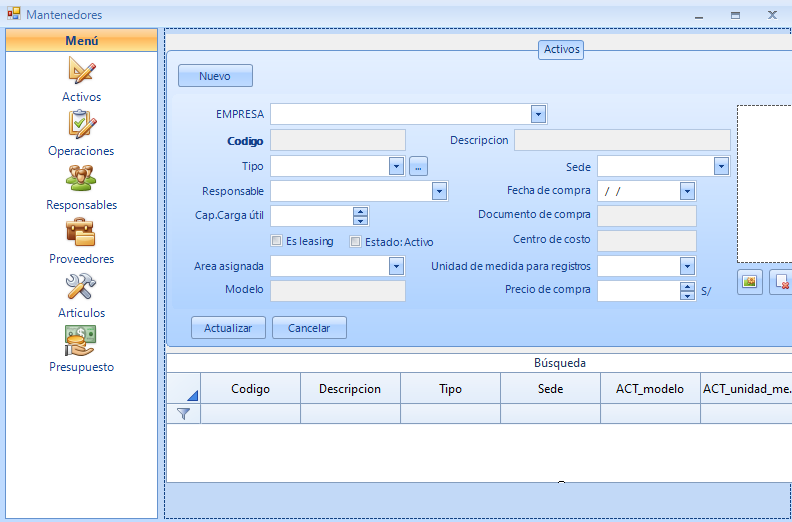 Mantenedores
Menú
Activos
Operaciones
Responsables
Proveedores
Articulos
Presupuesto
Activos
Nuevo
EMPRESA
Codigo Descripcion
Tipo ... Sede
Responsable Fecha de compra / /
Cap.Carga útil Documento de compra
Es leasing Estado: Activo Centro de costo
Area asignada Unidad de medida para registros
Modelo Precio de compra S/
Actualizar Cancelar
Búsqueda
Codigo Descripcion Tipo Sede ACT_modelo ACT_unidad_me...